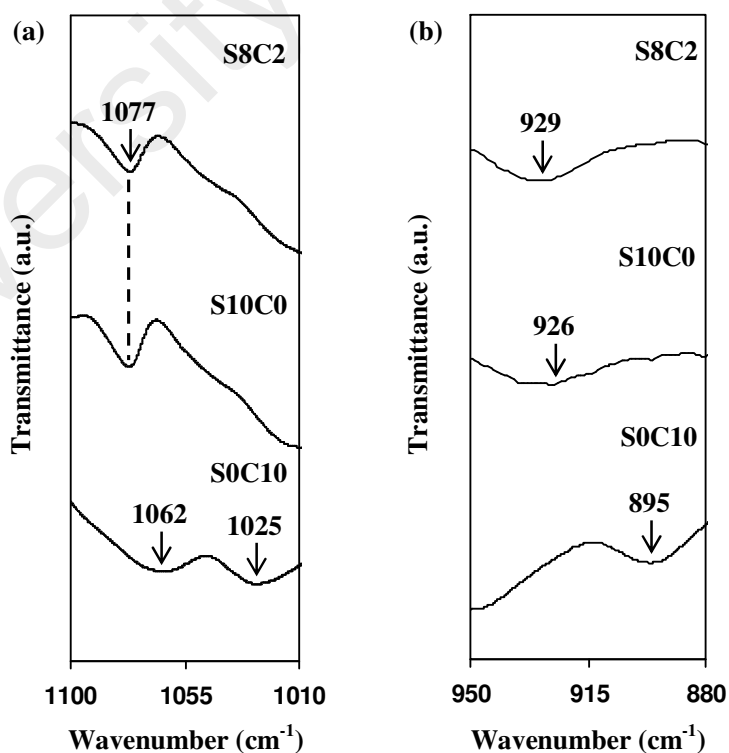 (a)
S8C2
1077
S10C0
S0C10
1062
1025
Transmittance (a.u.)
1100 1055 1010
Wavenumber (cm-1)
(b)
S8C2
929
S10C0
926
S0C10
895
Transmittance (a.u.)
950 915 880
Wavenumber (cm-1)
versity